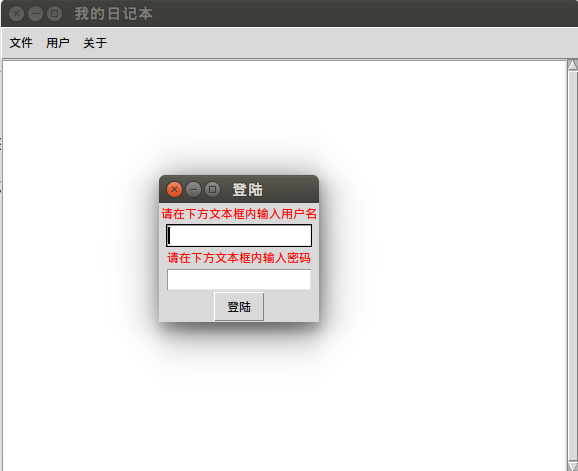 我的日记本
文件 用户 关于
登陆
请在下方文本框内输入用户名
请在下方文本框内输入密码
登陆